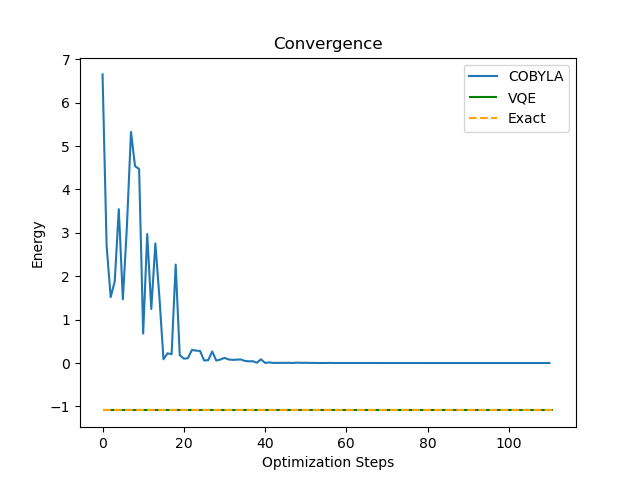 Convergence
7
6
5
4
3
2
1
0
−1
Energy
COBYLA
VQE
Exact
0 20 40 60 80 100
Optimization Steps